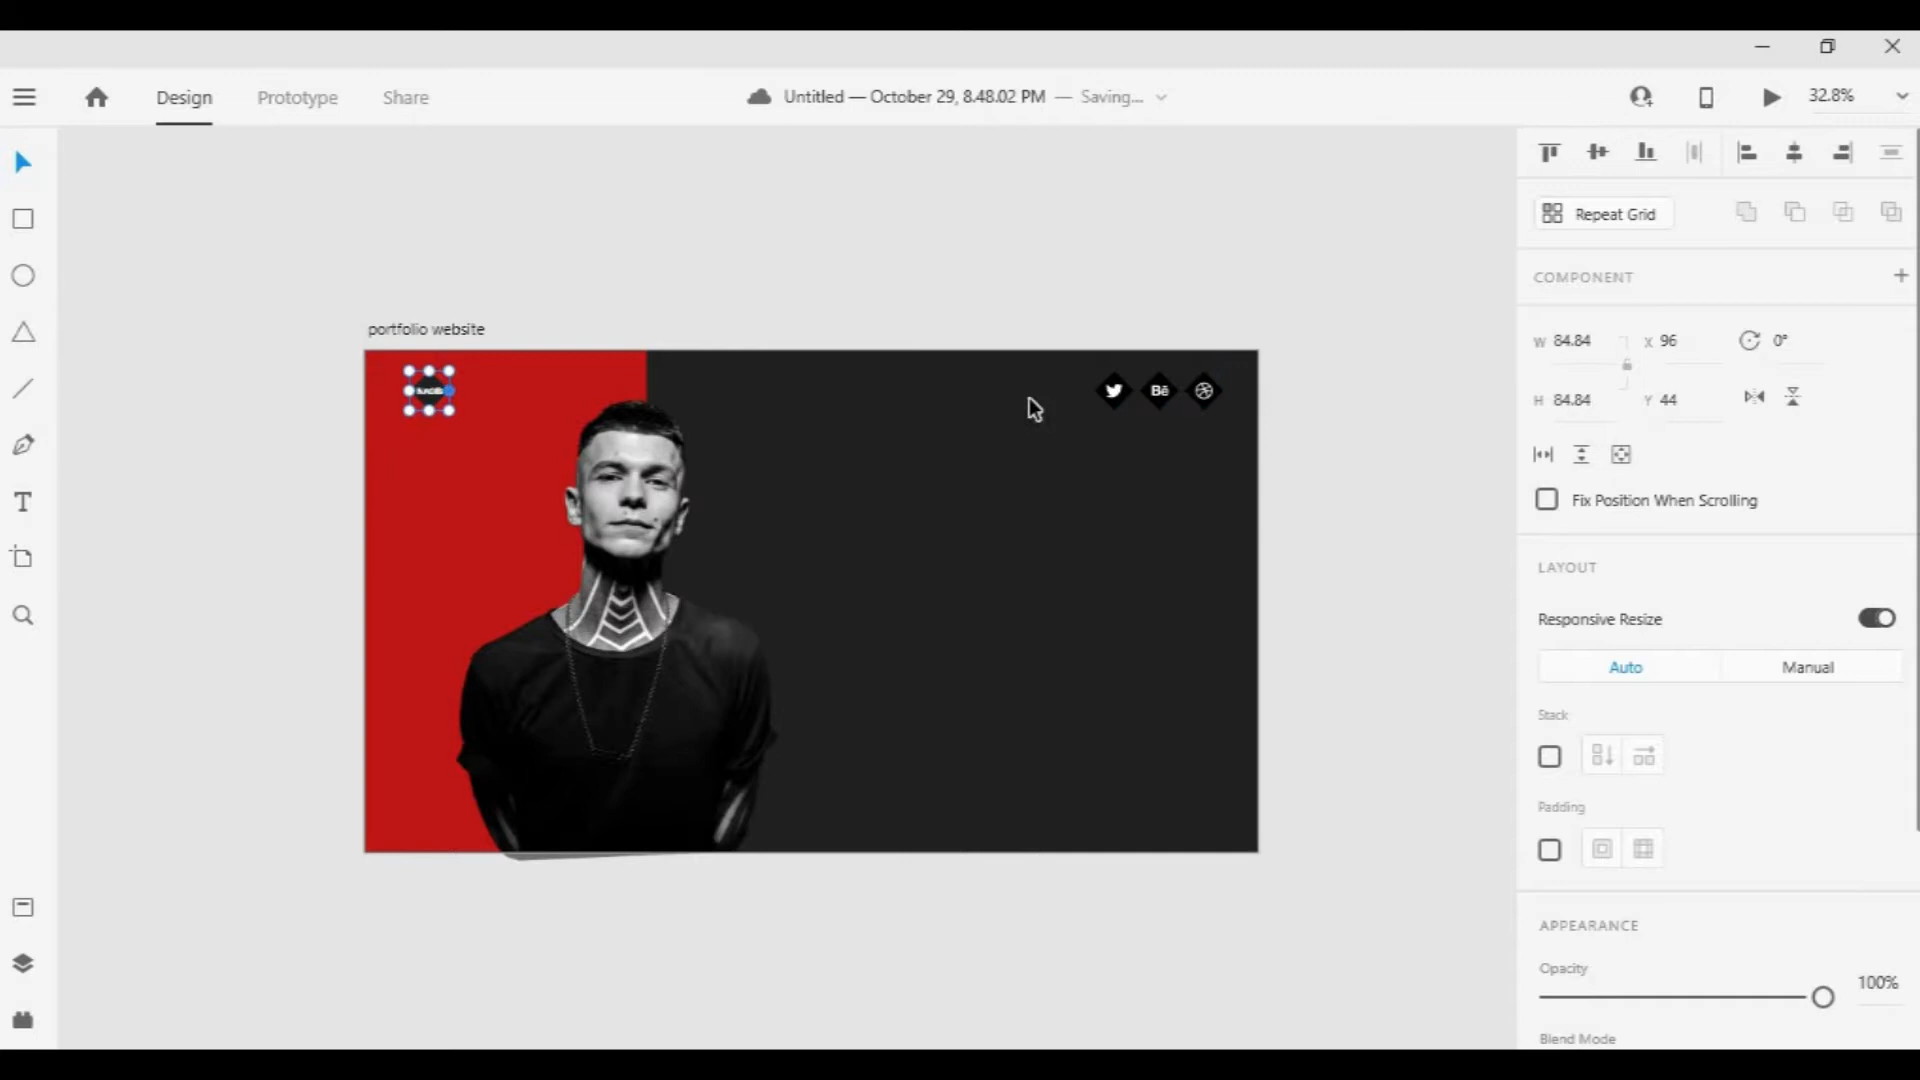 Design
Prototype
Share
Untitled — October 29, 8.48.02 PM — Saving...
32.8%
Repeat Grid
COMPONENT
W 84.84
X 96
0°
H 84.84
Y 44
Fix Position When Scrolling
LAYOUT
Responsive Resize
Auto
Manual
Stack
Padding
APPEARANCE
Opacity
100%
Blend Mode
portfolio website
Bē
T